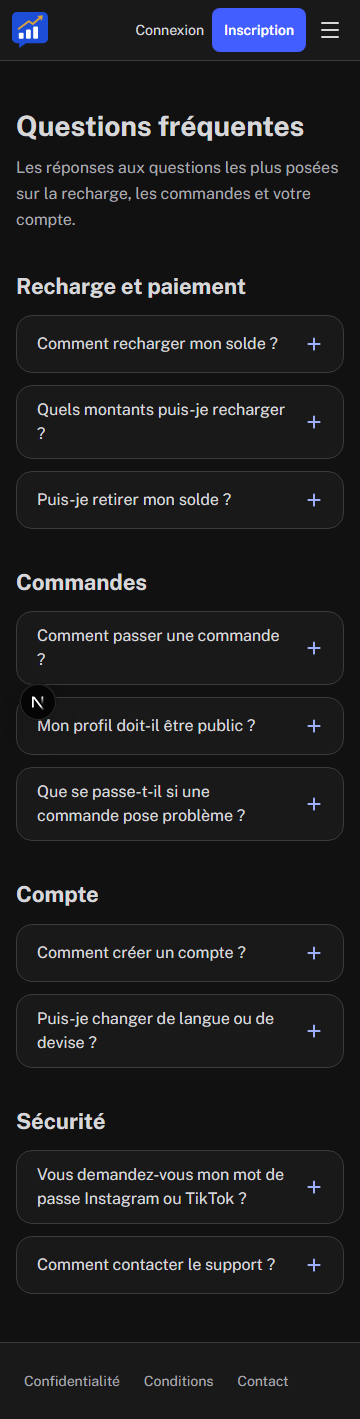 Connexion
Inscription
Questions fréquentes
Les réponses aux questions les plus posées
sur la recharge, les commandes et votre
compte.
Recharge et paiement
Comment recharger mon solde ?
Quels montants puis-je recharger
?
Puis-je retirer mon solde ?
Commandes
Comment passer une commande
?
N
Mon profil doit-il être public ?
Que se passe-t-il si une
commande pose problème ?
Compte
Comment créer un compte ?
Puis-je changer de langue ou de
devise ?
Sécurité
Vous demandez-vous mon mot de
passe Instagram ou TikTok ?
Comment contacter le support ?
Confidentialité
Conditions
Contact